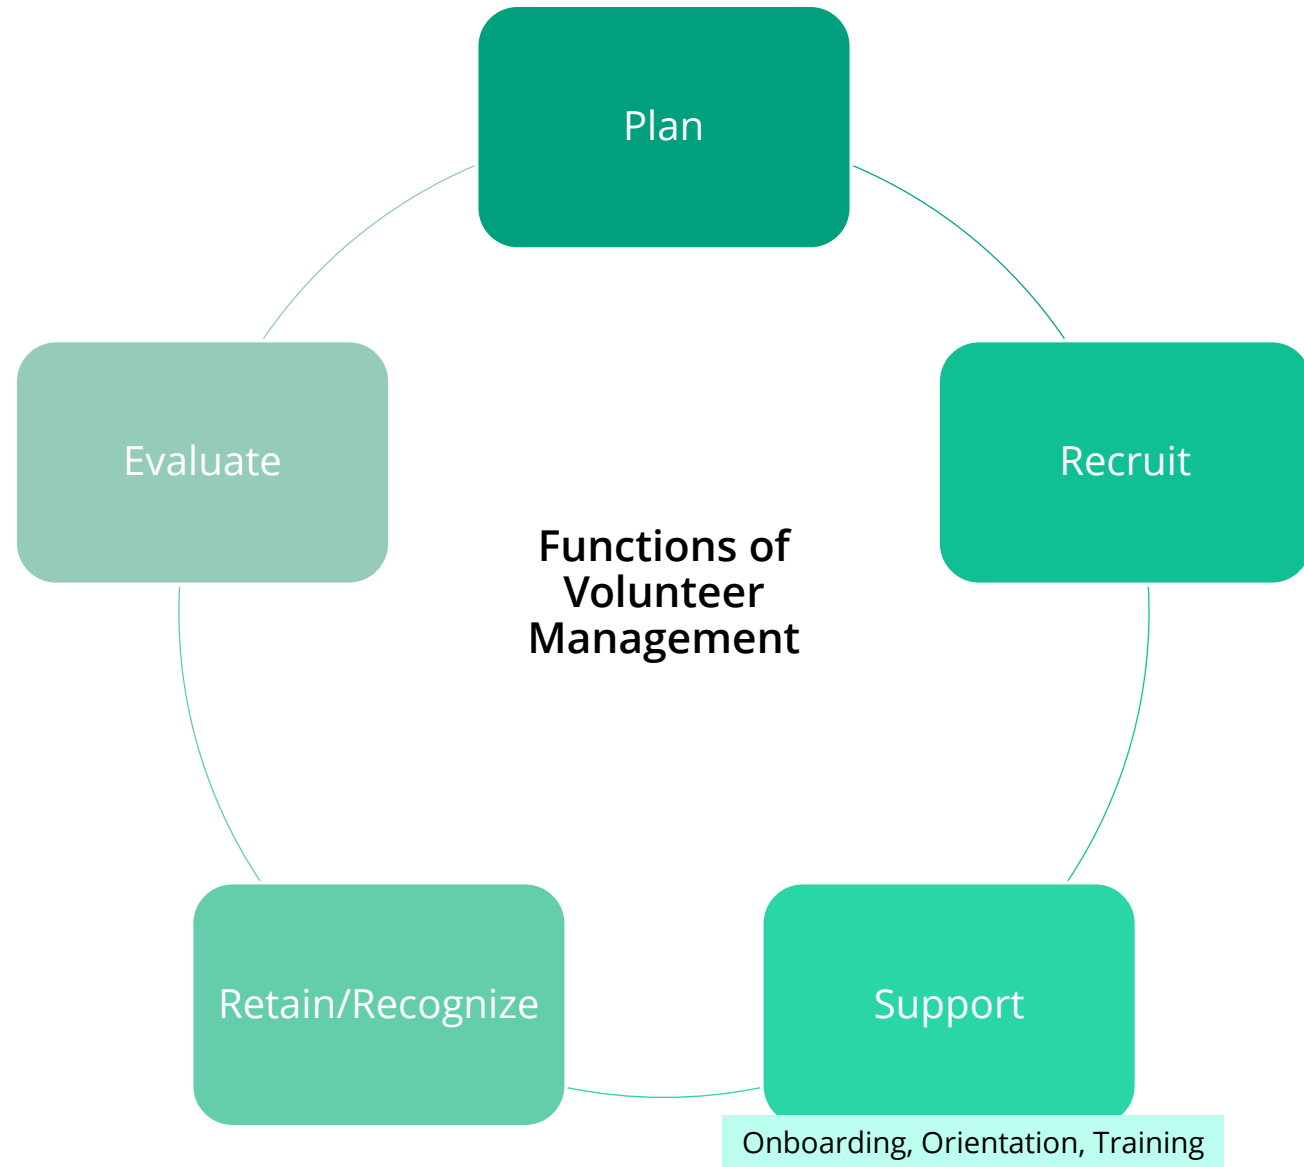 Plan
Recruit
Evaluate
Functions of
Volunteer
Management
Retain/Recognize
Support
Onboarding, Orientation, Training